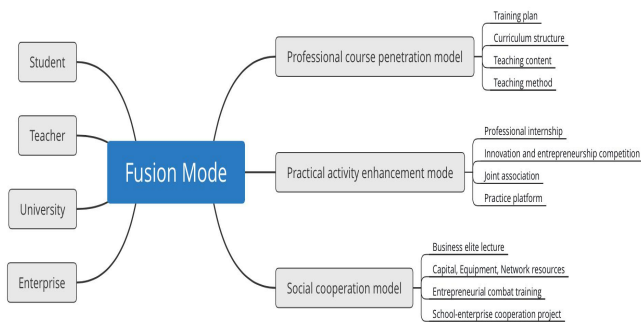 Student
Teacher
University
Enterprise
Fusion Mode
Professional course penetration model
Training plan
Curriculum structure
Teaching content
Teaching method
Practical activity enhancement mode
Professional internship
Innovation and entrepreneurship competition
Joint association
Practice platform
Social cooperation model
Business elite lecture
Capital, Equipment, Network resources
Entrepreneurial combat training
School-enterprise cooperation project